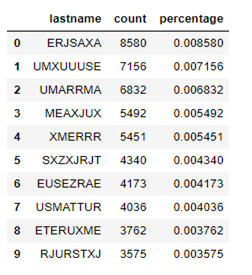 lastname count percentage
0 ERJSAXA 8580 0.008580
1 UMXUUUSE 7156 0.007156
2 UMARRMA 6832 0.006832
3 MEAXJUX 5492 0.005492
4 XMERRR 5451 0.005451
5 SXZXJRJT 4340 0.004340
6 EUSEZRAE 4173 0.004173
7 USMATTUR 4036 0.004036
8 ETERUXME 3762 0.003762
9 RJURSTXJ 3575 0.003575